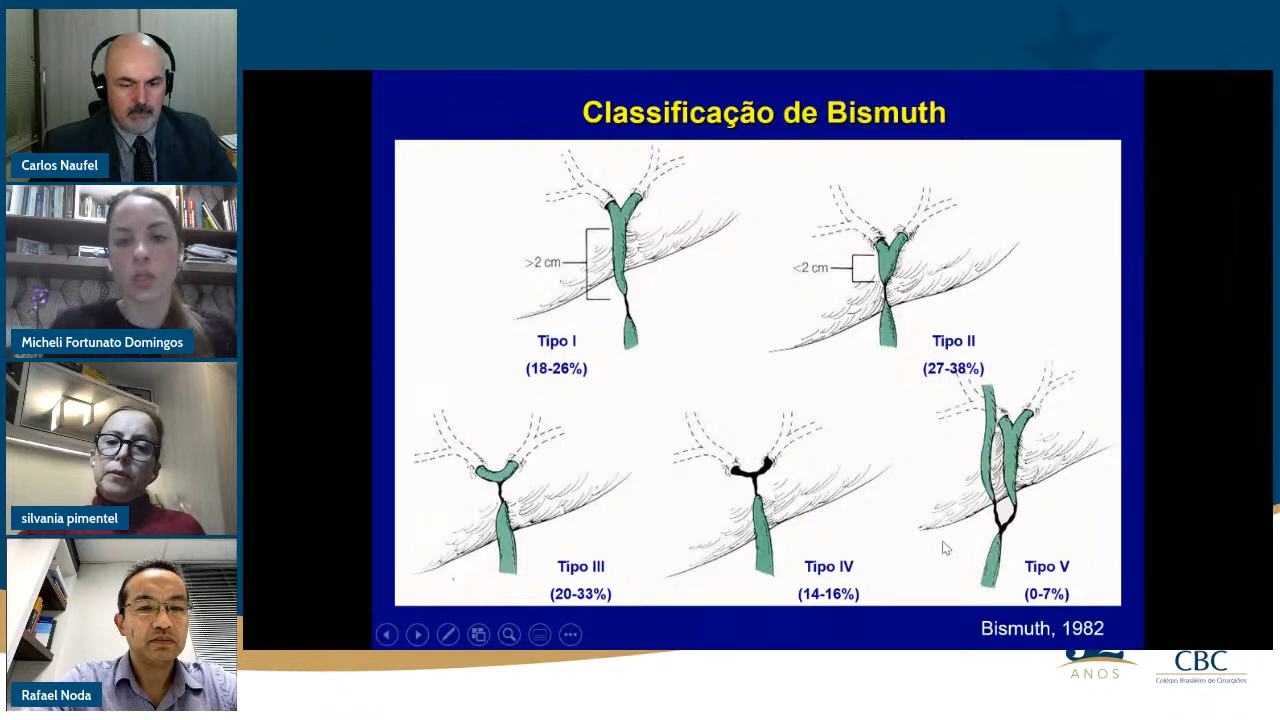 Carlos Naufel
Micheli Fortunato Domingos
silvania pimentel
Rafael Noda
Classificação de Bismuth
>2 cm
Tipo I
(18-26%)
<2 cm
Tipo II
(27-38%)
Tipo III
(20-33%)
Tipo IV
(14-16%)
Tipo V
(0-7%)
Bismuth, 1982
ANOS
CBC
Colégio Brasileiro de Cirurgiões